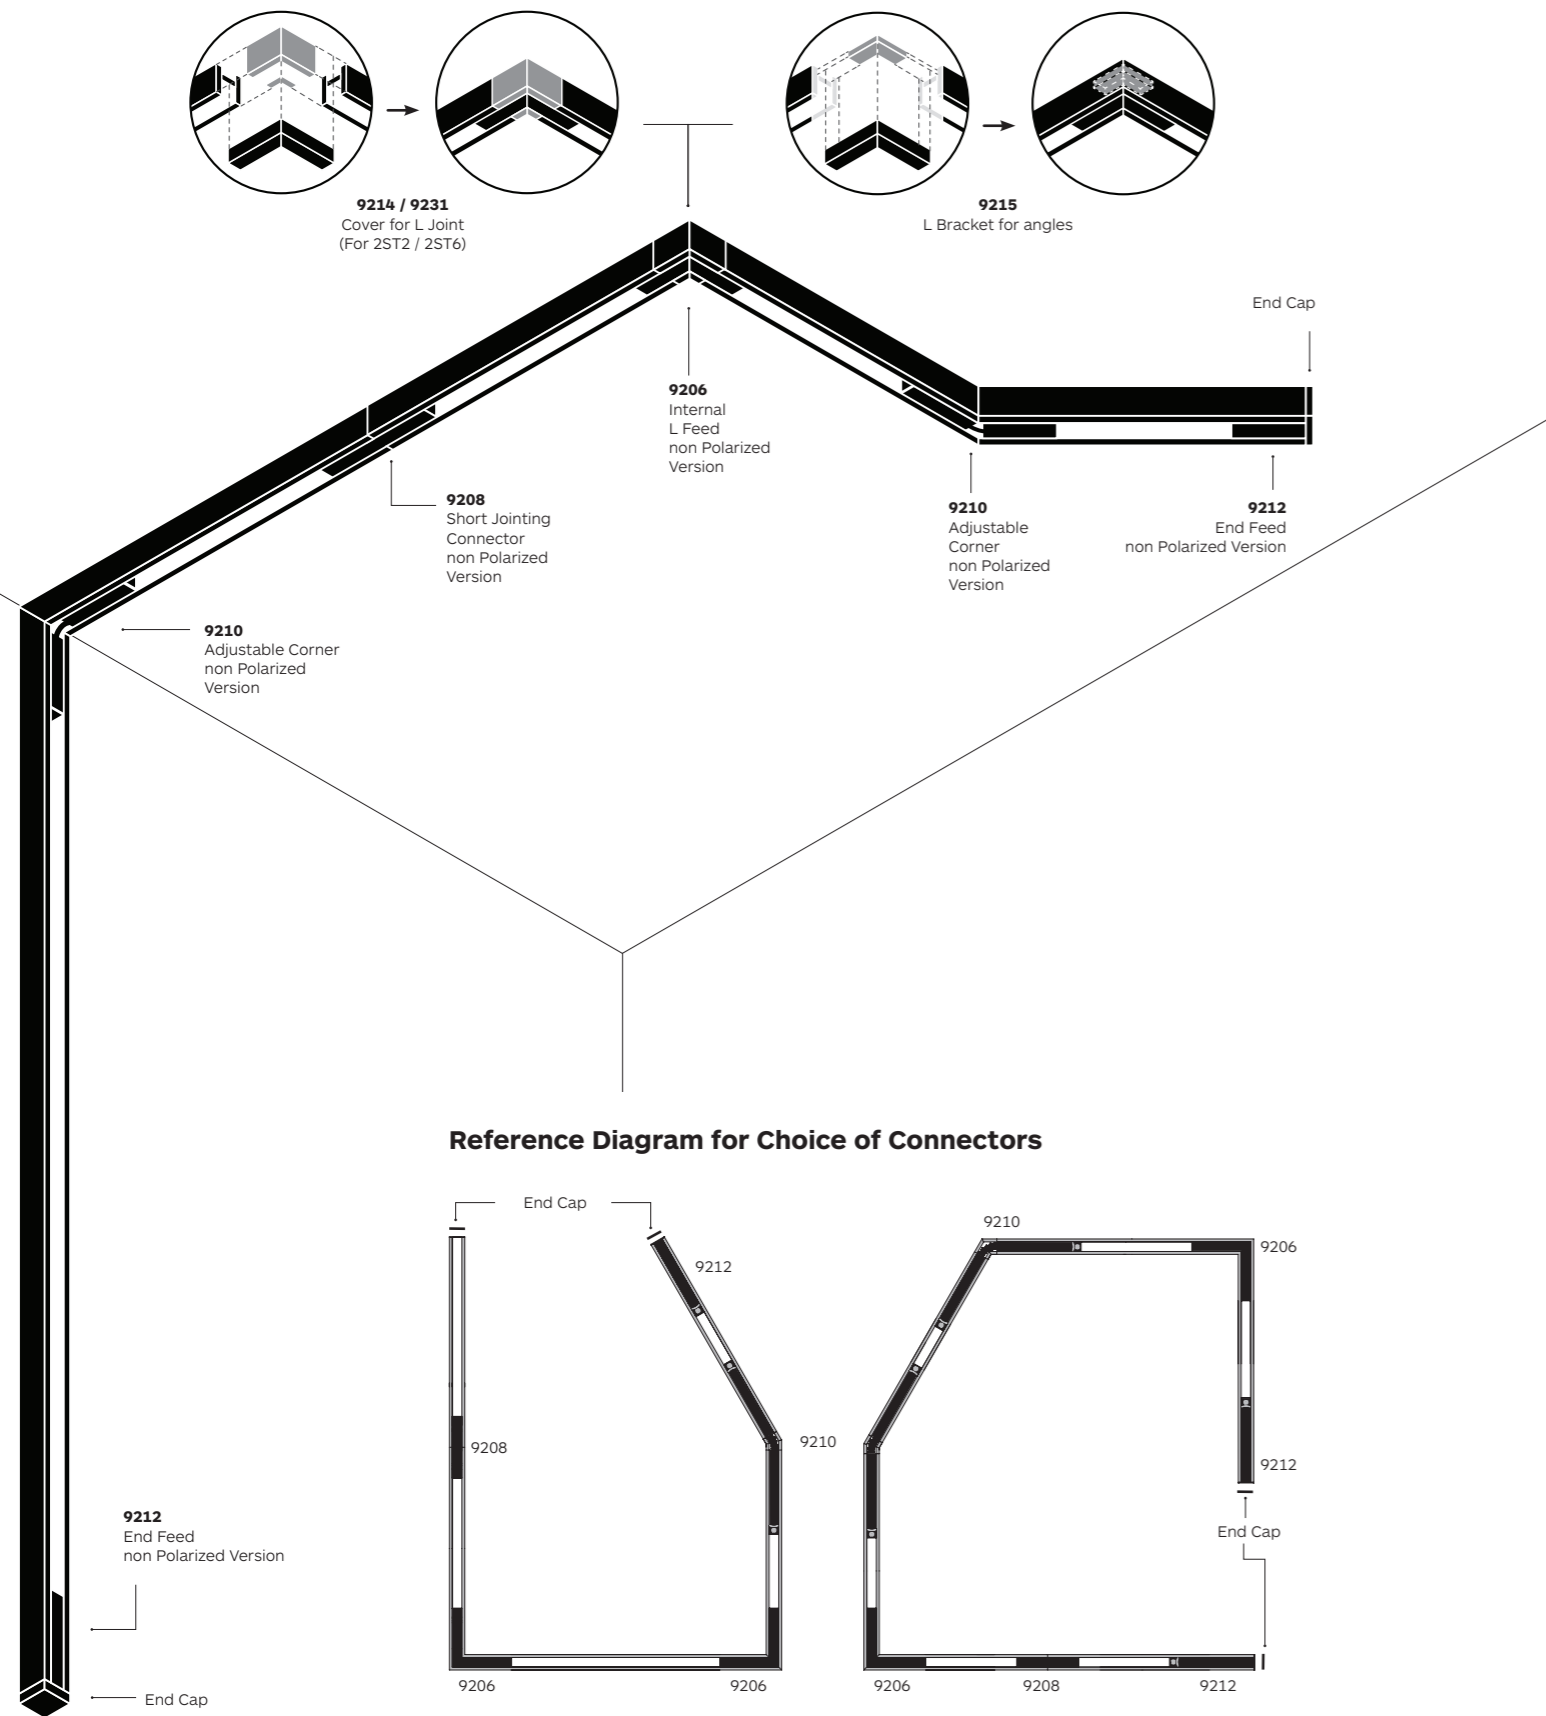 9214 / 9231
Cover for L Joint
(For 2ST2 / 2ST6)
9215
L Bracket for angles
End Cap
9206
Internal
L Feed
non Polarized
Version
9208
Short Jointing
Connector
non Polarized
Version
9210
Adjustable
Corner
non Polarized
Version
9212
End Feed
non Polarized Version
9210
Adjustable Corner
non Polarized
Version
9212
End Feed
non Polarized Version
End Cap
Reference Diagram for Choice of Connectors
End Cap
9212
9208
9210
9206
9206
9210
9206
9212
End Cap
9206
9208
9212